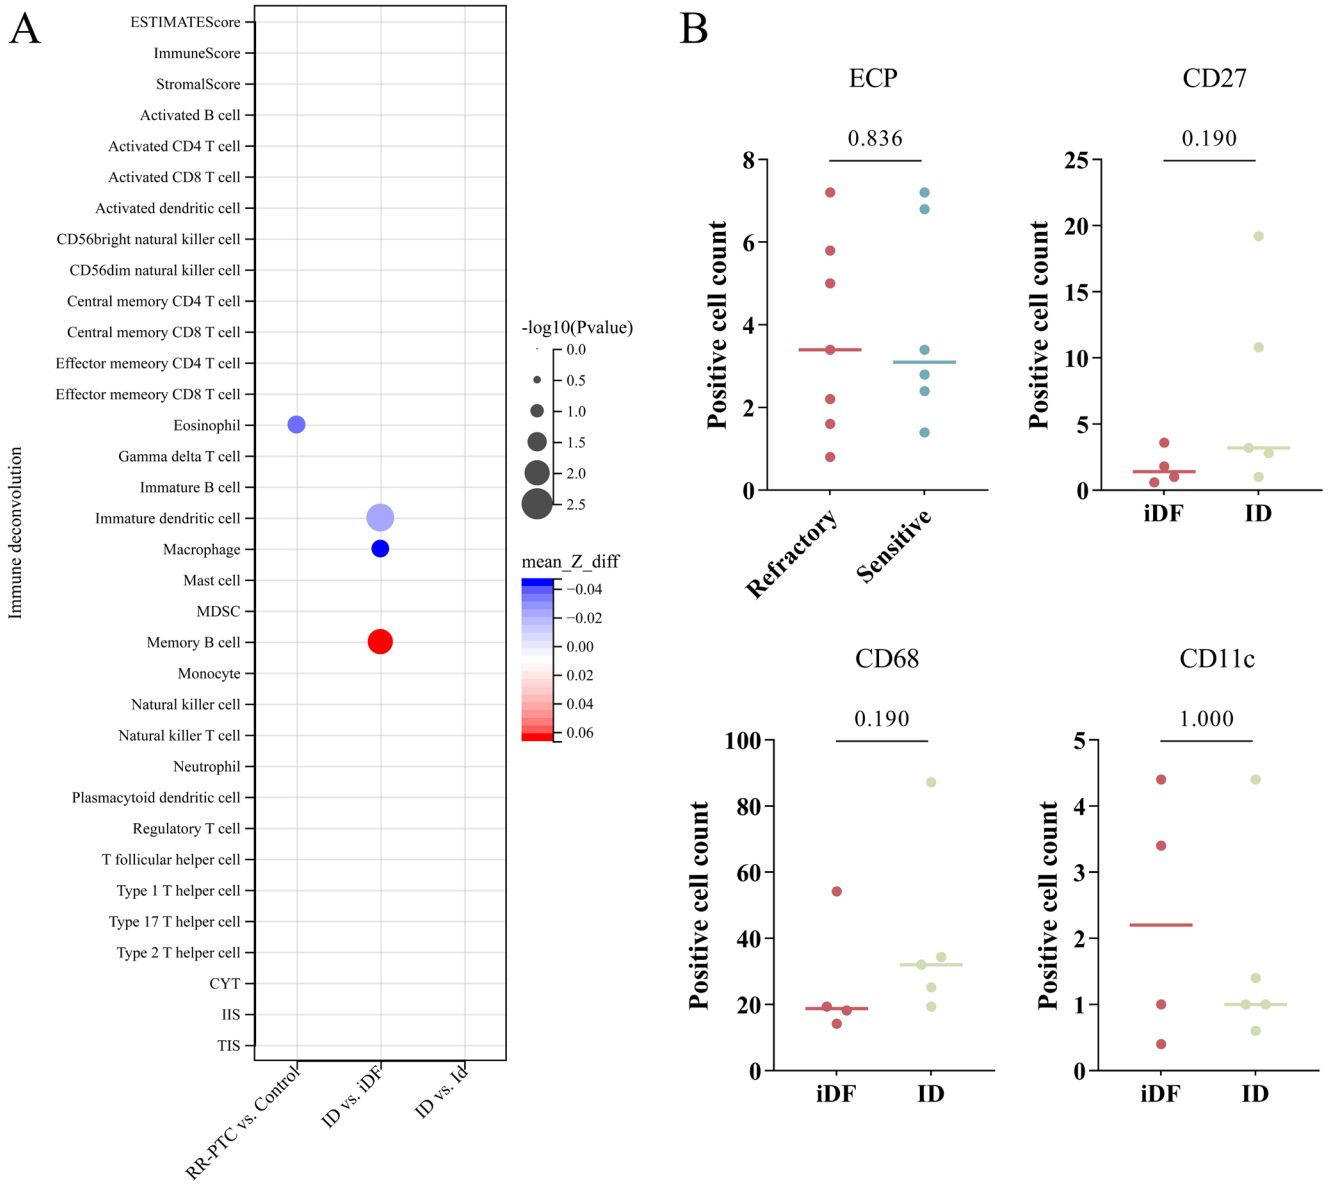 A
ESTIMATEScore
ImmuneScore
StromalScore
Activated B cell
Activated CD4 T cell
Activated CD8 T cell
Activated dendritic cell
CD56bright natural killer cell
CD56dim natural killer cell
Central memory CD4 T cell
Central memory CD8 T cell
Effector memeory CD4 T cell
Effector memeory CD8 T cell
Eosinophil
Gamma delta T cell
Immature B cell
Immature dendritic cell
Macrophage
Mast cell
MDSC
Memory B cell
Monocyte
Natural killer cell
Natural killer T cell
Neutrophil
Plasmacytoid dendritic cell
Regulatory T cell
T follicular helper cell
Type 1 T helper cell
Type 17 T helper cell
Type 2 T helper cell
CYT
IIS
TIS
Immune deconvolution
RR-PTC vs. Control
ID vs. iDF
ID vs. Id
-log10(Pvalue)
0.0
0.5
1.0
1.5
2.0
2.5
mean_Z_diff
−0.04
−0.02
0.00
0.02
0.04
0.06
B
ECP
0.836
Positive cell count
8
6
4
2
0
Refractory
Sensitive
CD27
0.190
Positive cell count
25
20
15
10
5
0
iDF
ID
CD68
0.190
Positive cell count
100
80
60
40
20
0
iDF
ID
CD11c
1.000
Positive cell count
5
4
3
2
1
0
iDF
ID